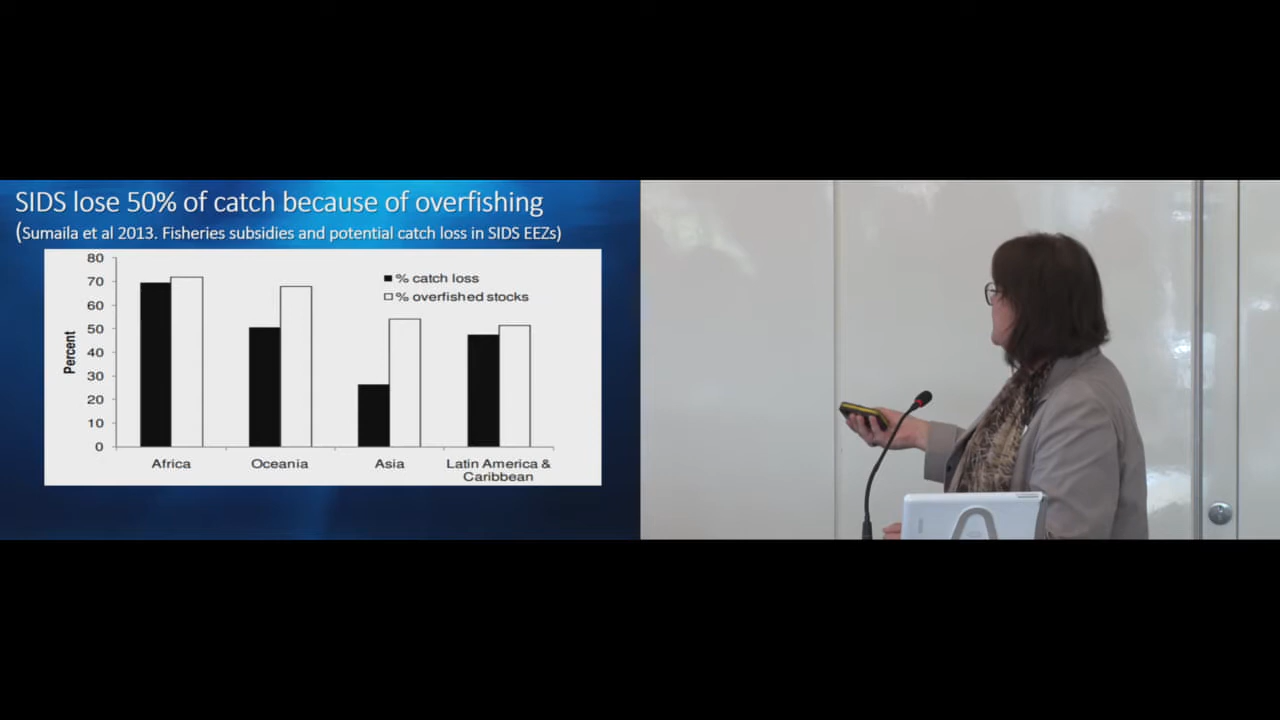 SIDS lose 50% of catch because of overfishing
(Sumaila et al 2013. Fisheries subsidies and potential catch loss in SIDS EEZs)
80
70
60
50
40
30
20
10
0
Percent
% catch loss
% overfished stocks
Africa
Oceania
Asia
Latin America &
Caribbean